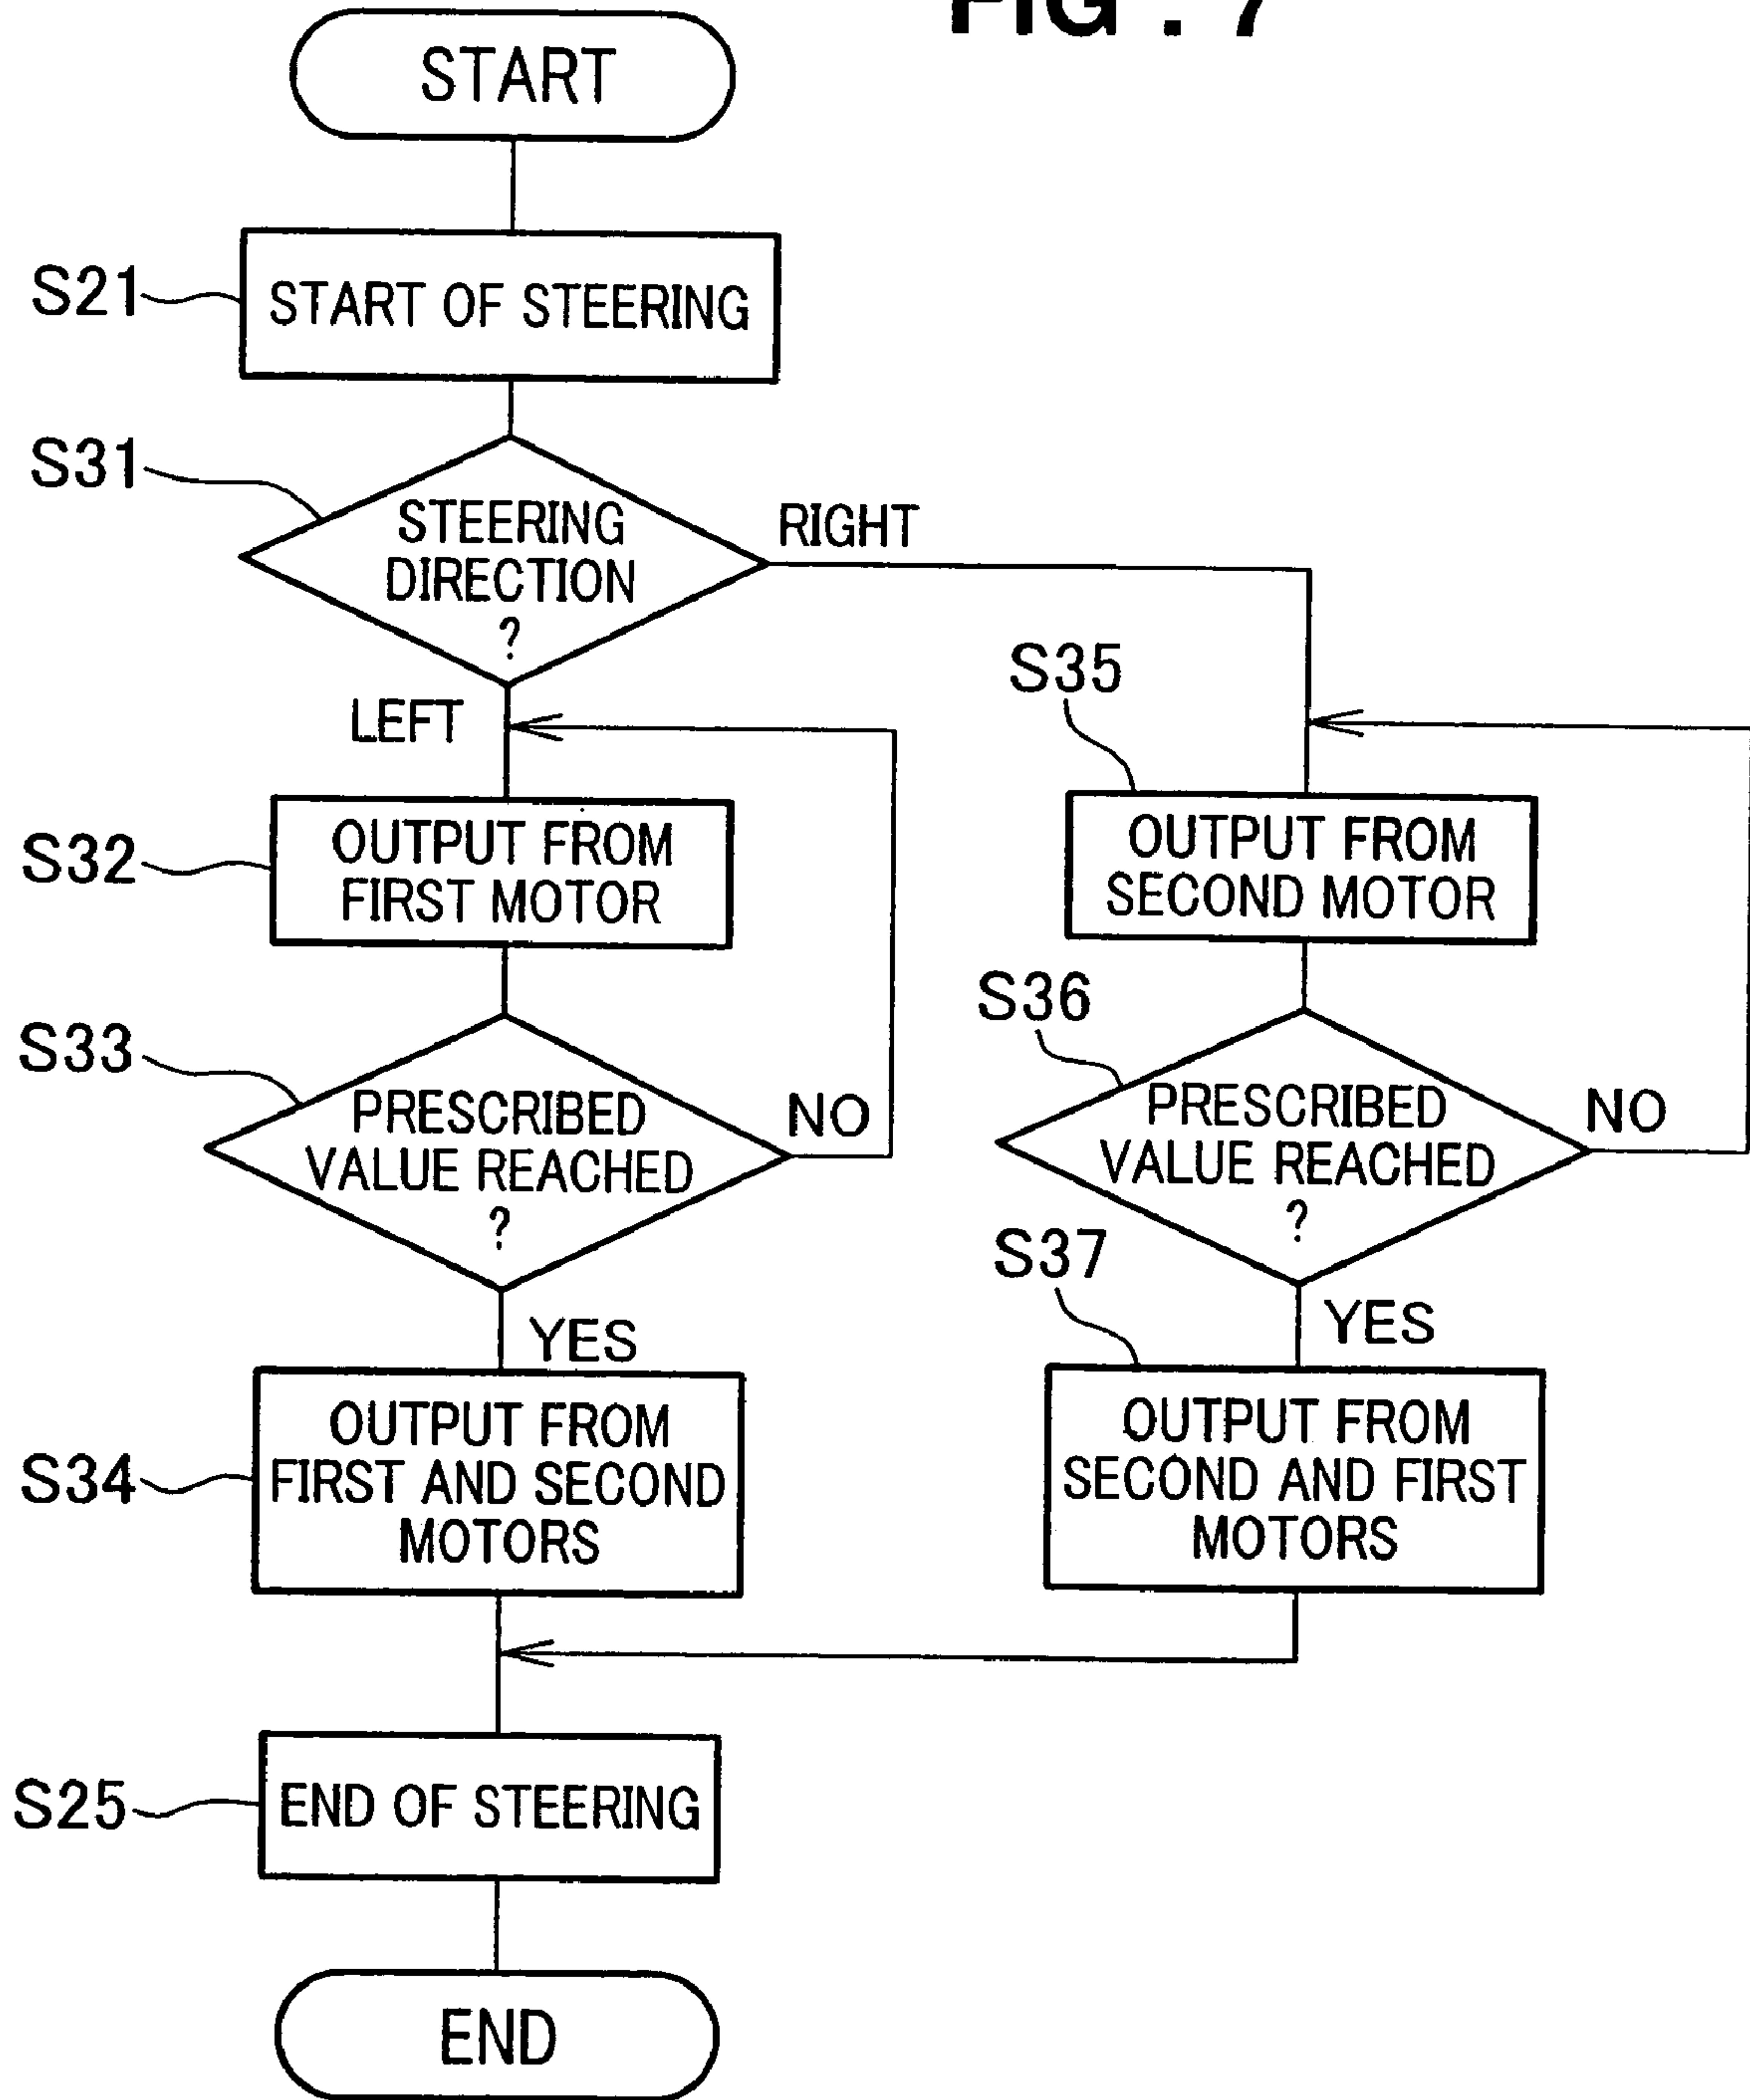 FIG . 7
START
S21
START OF STEERING
S31
STEERING
DIRECTION
?
RIGHT
LEFT
S32
OUTPUT FROM
FIRST MOTOR
S33
PRESCRIBED
VALUE REACHED
?
NO
YES
S34
OUTPUT FROM
FIRST AND SECOND
MOTORS
S35
OUTPUT FROM
SECOND MOTOR
S36
PRESCRIBED
VALUE REACHED
?
NO
S37
YES
OUTPUT FROM
SECOND AND FIRST
MOTORS
S25
END OF STEERING
END